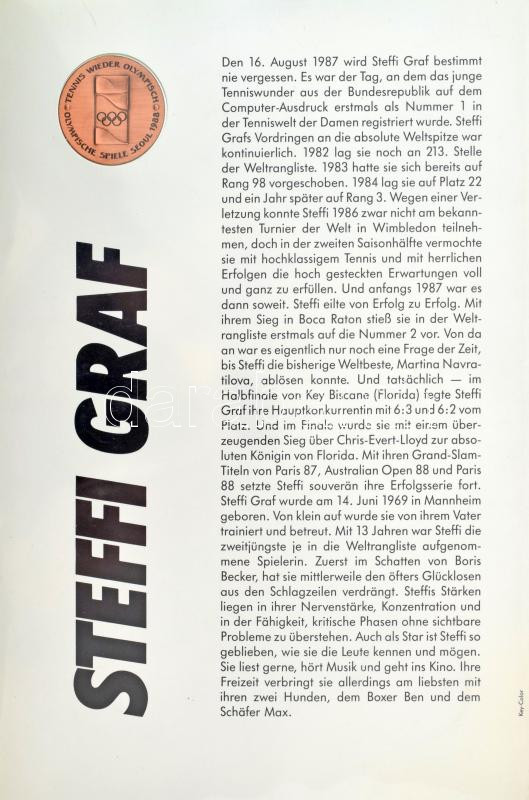 TENNIS WIEDER OLYMPISCH
OLYMPISCHE SPIELE SEOUL 1988
STEFFI GRAF
Den 16. August 1987 wird Steffi Graf bestimmt
nie vergessen. Es war der Tag, an dem das junge
Tenniswunder aus der Bundesrepublik auf dem
Computer-Ausdruck erstmals als Nummer 1 in
der Tenniswelt der Damen registriert wurde. Steffi
Grafs Vordringen an die absolute Weltspitze war
kontinuierlich. 1982 lag sie noch an 213. Stelle
der Weltrangliste. 1983 hatte sie sich bereits auf
Rang 98 vorgeschoben. 1984 lag sie auf Platz 22
und ein Jahr später auf Rang 3. Wegen einer Ver-
letzung konnte Steffi 1986 zwar nicht am bekann-
testen Turnier der Welt in Wimbledon teilneh-
men, doch in der zweiten Saisonhälfte vermochte
sie mit hochklassigem Tennis und mit herrlichen
Erfolgen die hoch gesteckten Erwartungen voll
und ganz zu erfüllen. Und anfangs 1987 war es
dann soweit. Steffi eilte von Erfolg zu Erfolg. Mit
ihrem Sieg in Boca Raton stieß sie in der Welt-
rangliste erstmals auf die Nummer 2 vor. Von da
an war es eigentlich nur noch eine Frage der Zeit,
bis Steffi die bisherige Weltbeste, Martina Navra-
tilova, ablösen konnte. Und tatsächlich — im
Halbfinale von Key Biscane (Florida) fegte Steffi
Graf ihre Hauptkonkurrentin mit 6:3 und 6:2 vom
Platz. Und im Finale wurde sie mit einem über-
zeugenden Sieg über Chris-Evert-Lloyd zur abso-
luten Königin von Florida. Mit ihren Grand-Slam-
Titeln von Paris 87, Australian Open 88 und Paris
88 setzte Steffi souverän ihre Erfolgsserie fort.
Steffi Graf wurde am 14. Juni 1969 in Mannheim
geboren. Von klein auf wurde sie von ihrem Vater
trainiert und betreut. Mit 13 Jahren war Steffi die
zweitjüngste je in die Weltrangliste aufgenom-
mene Spielerin. Zuerst im Schatten von Boris
Becker, hat sie mittlerweile den öfters Glücklosen
aus den Schlagzeilen verdrängt. Steffis Stärken
liegen in ihrer Nervenstärke, Konzentration und
in der Fähigkeit, kritische Phasen ohne sichtbare
Probleme zu überstehen. Auch als Star ist Steffi so
geblieben, wie sie die Leute kennen und mögen.
Sie liest gerne, hört Musik und geht ins Kino. Ihre
Freizeit verbringt sie allerdings am liebsten mit
ihren zwei Hunden, dem Boxer Ben und dem
Schäfer Max.
Key-Color